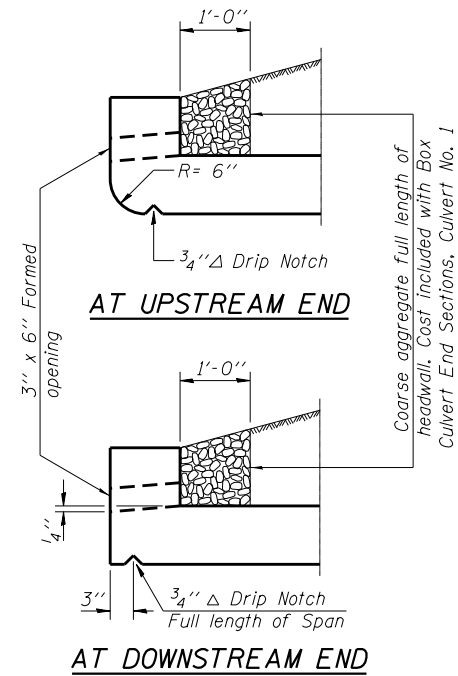 1'-0"
R= 6"
3/4" Δ Drip Notch
AT UPSTREAM END
3" x 6" Formed
opening
Coarse aggregate full length of
headwall. Cost included with Box
Culvert End Sections, Culvert No. 1
1'-0"
1/4"
3"
3/4" Δ Drip Notch
Full length of Span
AT DOWNSTREAM END